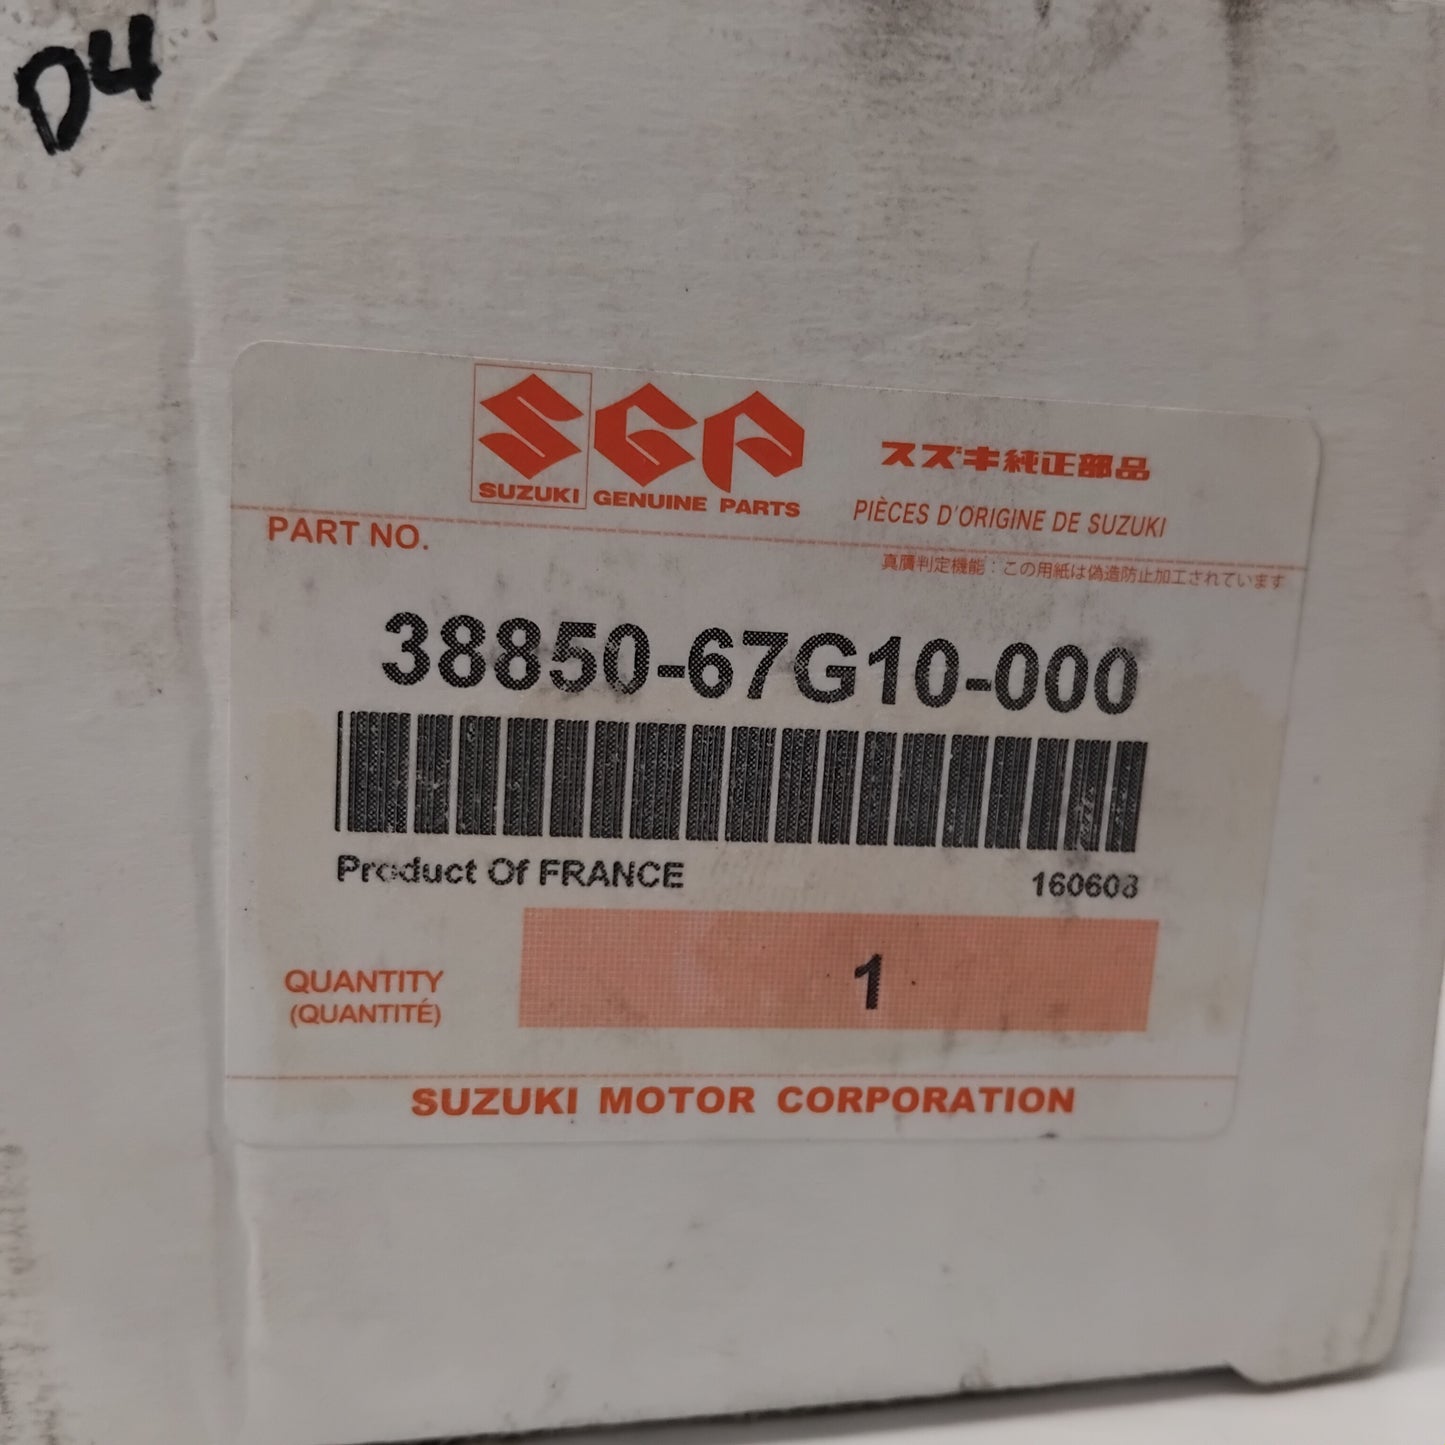 D4
SGP
SUZUKI GENUINE PARTS
スズキ純正部品
PIÈCES D'ORIGINE DE SUZUKI
PART NO.
真贋判定機能：この用紙は偽造防止加工されています
38850-67G10-000
Product Of FRANCE
160608
QUANTITY
(QUANTITÉ)
1
SUZUKI MOTOR CORPORATION